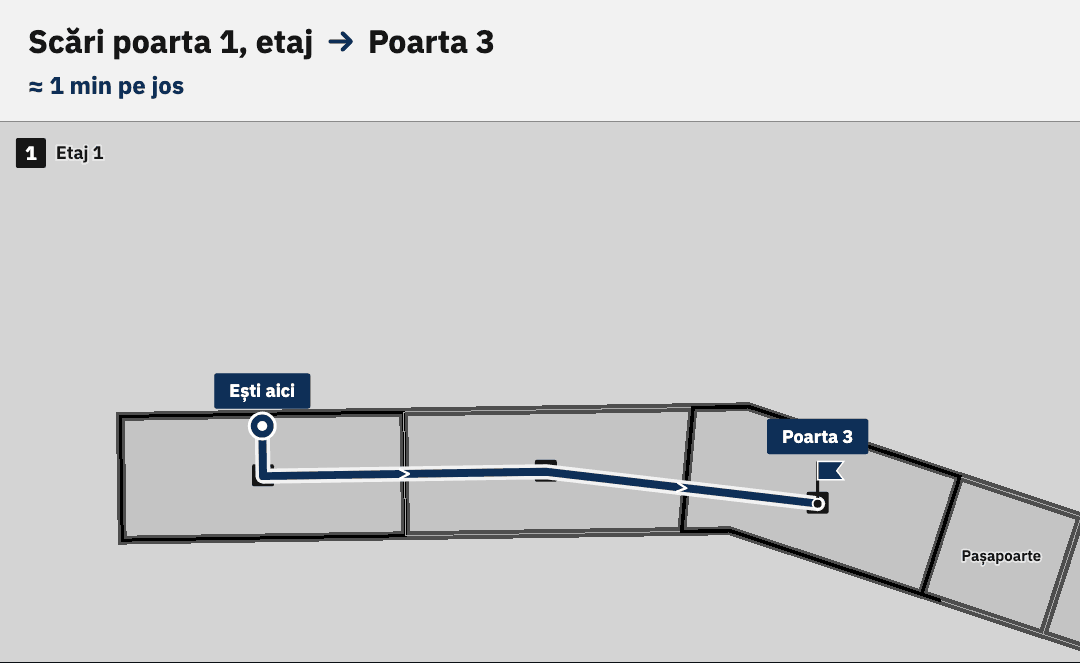 Scări poarta 1, etaj → Poarta 3
≈ 1 min pe jos
1 Etaj 1
Ești aici
Poarta 3
Pașapoarte